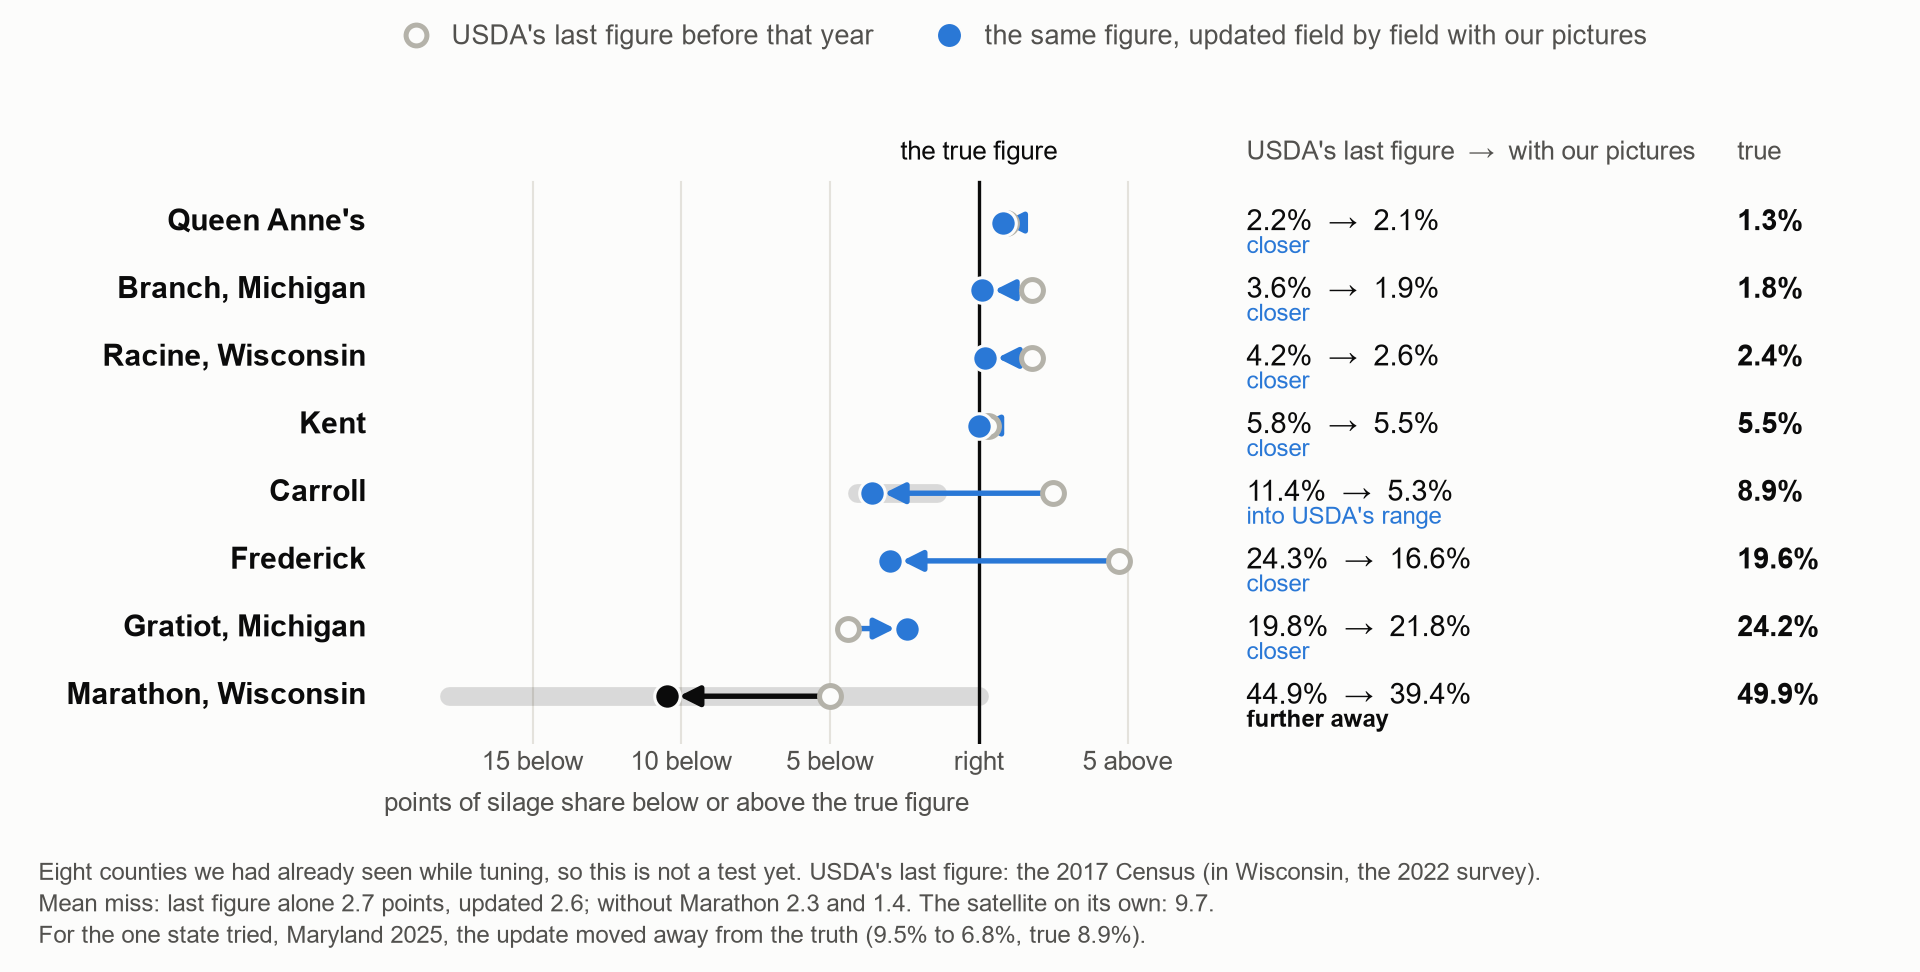 USDA's last figure before that year
the same figure, updated field by field with our pictures
the true figure
USDA's last figure → with our pictures true
Queen Anne's 2.2% → 2.1% 1.3%
closer
Branch, Michigan 3.6% → 1.9% 1.8%
closer
Racine, Wisconsin 4.2% → 2.6% 2.4%
closer
Kent 5.8% → 5.5% 5.5%
closer
Carroll 11.4% → 5.3% 8.9%
into USDA's range
Frederick 24.3% → 16.6% 19.6%
closer
Gratiot, Michigan 19.8% → 21.8% 24.2%
closer
Marathon, Wisconsin 44.9% → 39.4% 49.9%
further away
15 below 10 below 5 below right 5 above
points of silage share below or above the true figure
Eight counties we had already seen while tuning, so this is not a test yet. USDA's last figure: the 2017 Census (in Wisconsin, the 2022 survey).
Mean miss: last figure alone 2.7 points, updated 2.6; without Marathon 2.3 and 1.4. The satellite on its own: 9.7.
For the one state tried, Maryland 2025, the update moved away from the truth (9.5% to 6.8%, true 8.9%).